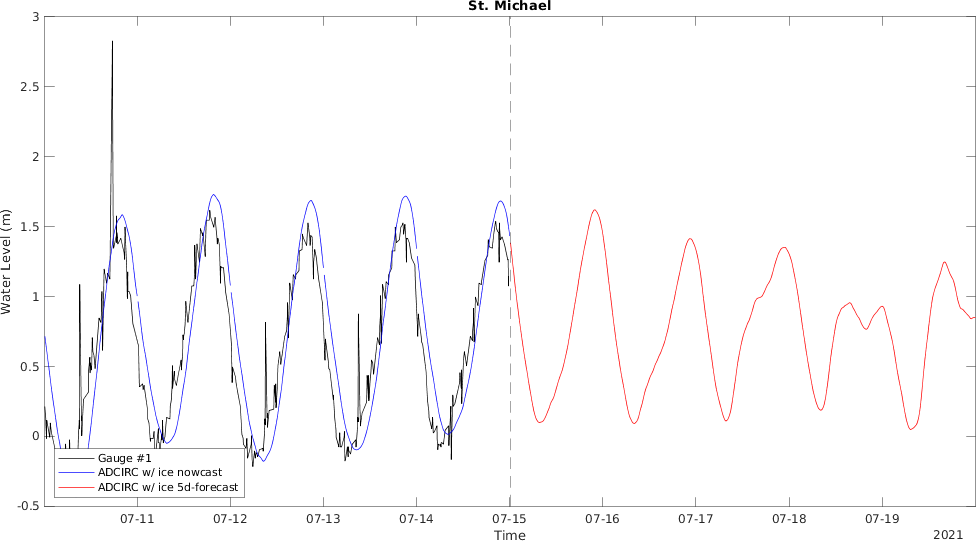 St. Michael
Water Level (m)
3
2.5
2
1.5
1
0.5
0
-0.5
Gauge #1
ADCIRC w/ ice nowcast
ADCIRC w/ ice 5d-forecast
07-11 07-12 07-13 07-14 07-15 07-16 07-17 07-18 07-19
Time
2021